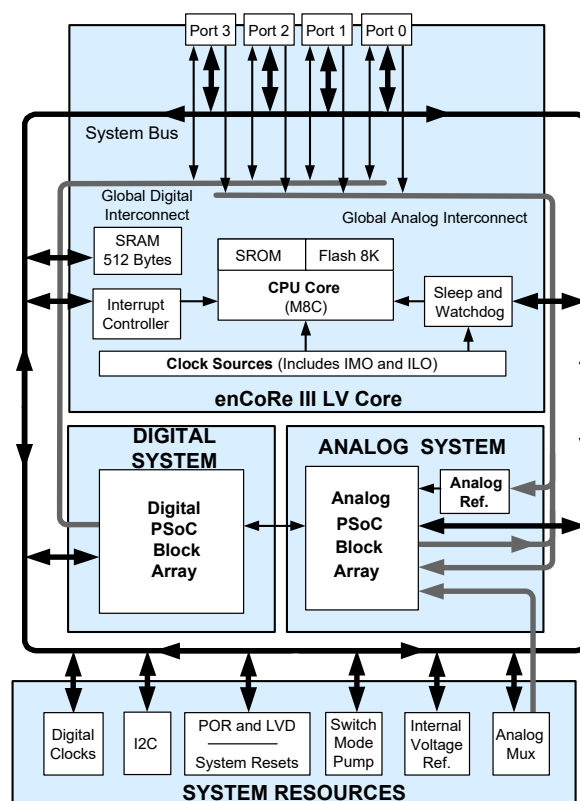 Port 3 Port 2 Port 1 Port 0
System Bus
Global Digital
Interconnect
Global Analog Interconnect
SRAM
512 Bytes
SROM Flash 8K
CPU Core
(M8C)
Interrupt
Controller
Sleep and
Watchdog
Clock Sources (Includes IMO and ILO)
enCoRe III LV Core
DIGITAL
SYSTEM
ANALOG SYSTEM
Digital
PSoC
Block
Array
Analog
PSoC
Block
Array
Analog
Ref.
Digital
Clocks
I2C
POR and LVD
System Resets
Switch
Mode
Pump
Internal
Voltage
Ref.
Analog
Mux
SYSTEM RESOURCES